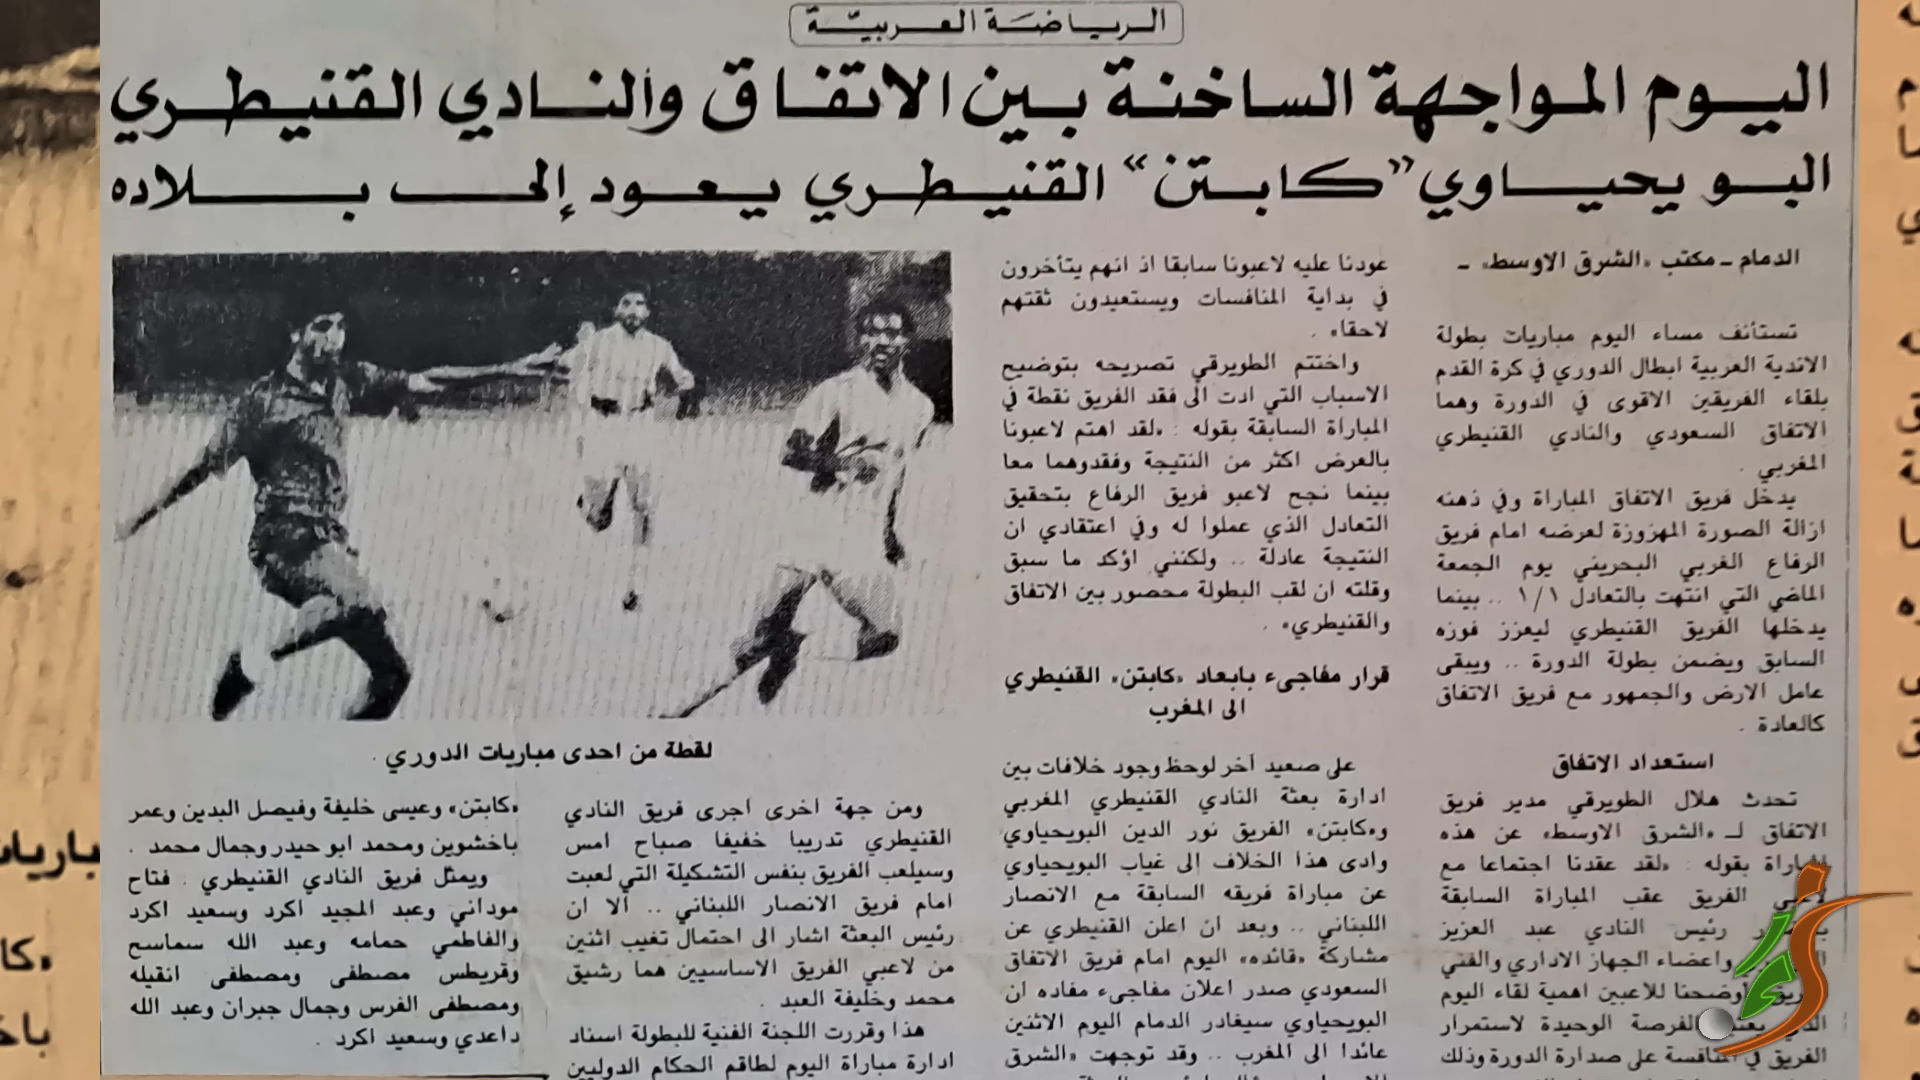 الرياضة العربية
اليوم المواجهة الساخنة بين الاتفاق والنادي القنيطري
البويحياوي "كابتن" القنيطري يعود إلى بلاده
الدمام ـ مكتب «الشرق الاوسط» ـ
تستأنف مساء اليوم مباريات بطولة
الاندية العربية ابطال الدوري في كرة القدم
بلقاء الفريقين الاقوى في الدورة وهما
الاتفاق السعودي والنادي القنيطري
المغربي .
يدخل فريق الاتفاق المباراة وفي ذهنه
ازالة الصورة المهزوزة لعرضه امام فريق
الرفاع الغربي البحريني يوم الجمعة
الماضي التي انتهت بالتعادل ١/١ .. بينما
يدخلها الفريق القنيطري ليعزز فوزه
السابق ويضمن بطولة الدورة .. ويبقى
عامل الارض والجمهور مع فريق الاتفاق
كالعادة .
استعداد الاتفاق
تحدث هلال الطويرقي مدير فريق
الاتفاق لـ «الشرق الاوسط» عن هذه
المباراة بقوله : «لقد عقدنا اجتماعا مع
الفريق عقب المباراة السابقة
رئيس النادي عبد العزيز
واعضاء الجهاز الاداري والفني
أوضحنا للاعبين اهمية لقاء اليوم
الفرصة الوحيدة لاستمرار
الفريق في المنافسة على صدارة الدورة وذلك
عودنا عليه لاعبونا سابقا اذ انهم يتأخرون
في بداية المنافسات ويستعيدون ثقتهم
لاحقا» .
واختتم الطويرقي تصريحه بتوضيح
الاسباب التي ادت الى فقد الفريق نقطة في
المباراة السابقة بقوله : «لقد اهتم لاعبونا
بالعرض اكثر من النتيجة وفقدوهما معا
بينما نجح لاعبو فريق الرفاع بتحقيق
التعادل الذي عملوا له وفي اعتقادي ان
النتيجة عادلة .. ولكنني اؤكد ما سبق
وقلته ان لقب البطولة محصور بين الاتفاق
والقنيطري» .
قرار مفاجىء بابعاد «كابتن» القنيطري
الى المغرب
على صعيد أخر لوحظ وجود خلافات بين
ادارة بعثة النادي القنيطري المغربي
و«كابتن» الفريق نور الدين البويحياوي
وادى هذا الخلاف إلى غياب البويحياوي
عن مباراة فريقه السابقة مع الانصار
اللبناني .. وبعد ان اعلن القنيطري عن
مشاركة «قائده» اليوم امام فريق الاتفاق
السعودي صدر اعلان مفاجىء مفاده ان
البويحياوي سيغادر الدمام اليوم الاثنين
عائدا الى المغرب .. وقد توجهت «الشرق
لقطة من احدى مباريات الدوري .
ومن جهة اخرى اجرى فريق النادي
القنيطري تدريبا خفيفا صباح امس
وسيلعب الفريق بنفس التشكيلة التي لعبت
امام فريق الانصار اللبناني .. ألا ان
رئيس البعثة اشار الى احتمال تغيب اثنين
من لاعبي الفريق الاساسيين هما رشيق
محمد وخليفة العبد .
هذا وقررت اللجنة الفنية للبطولة اسناد
ادارة مباراة اليوم لطاقم الحكام الدوليين
«كابتن» وعيسى خليفة وفيصل البدين وعمر
باخشوين ومحمد ابو حيدر وجمال محمد .
ويمثل فريق النادي القنيطري : فتاح
موداني وعبد المجيد اكرد وسعيد اكرد
والفاطمي حمامه وعبد الله سماسح
وقريطس مصطفى ومصطفى انقيله
ومصطفى الفرس وجمال جبران وعبد الله
داعدي وسعيد اكرد .